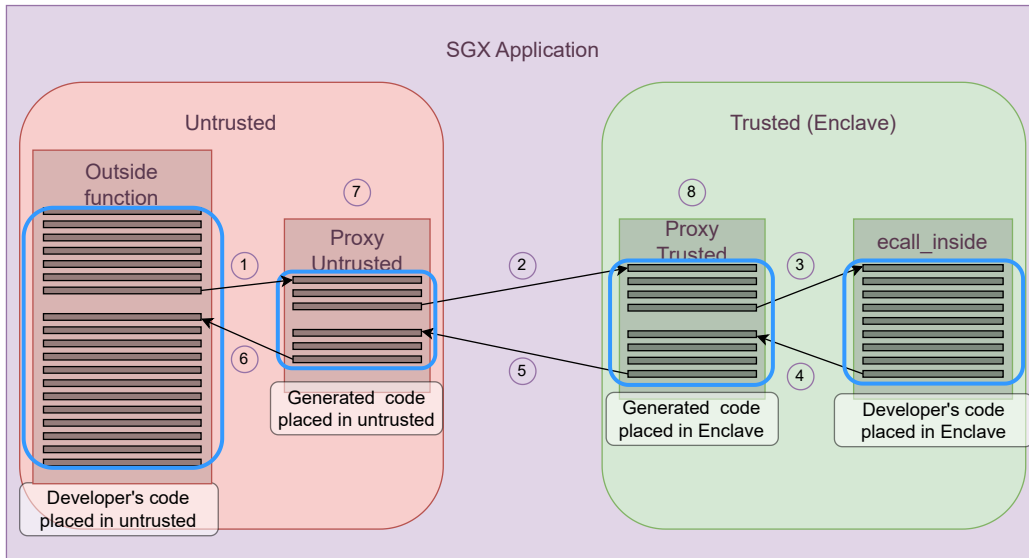 SGX Application
Untrusted
Trusted (Enclave)
Outside
function
7
8
Proxy
Untrusted
Proxy
Trusted
ecall_inside
1
2
3
6
5
4
Generated code
placed in untrusted
Generated code
placed in Enclave
Developer's code
placed in Enclave
Developer's code
placed in untrusted